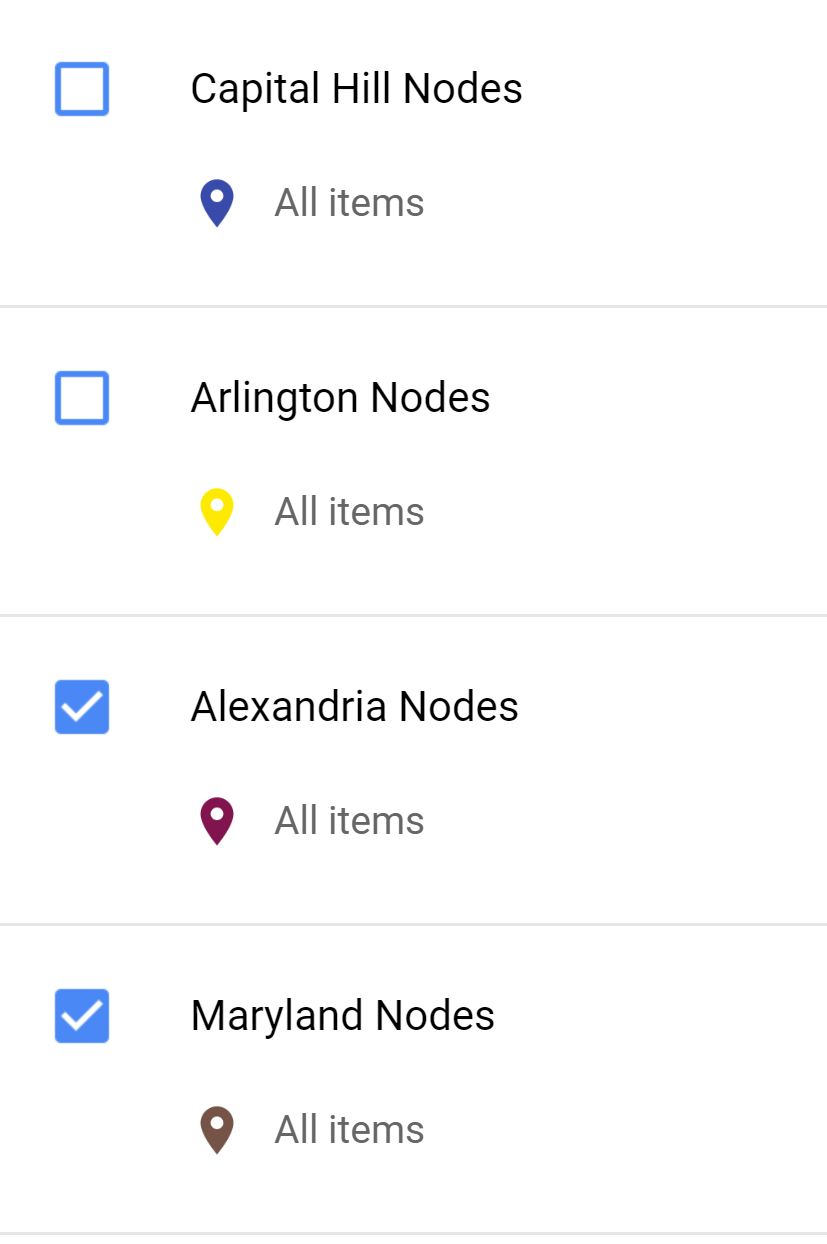 Capital Hill Nodes
All items
Arlington Nodes
All items
Alexandria Nodes
All items
Maryland Nodes
All items